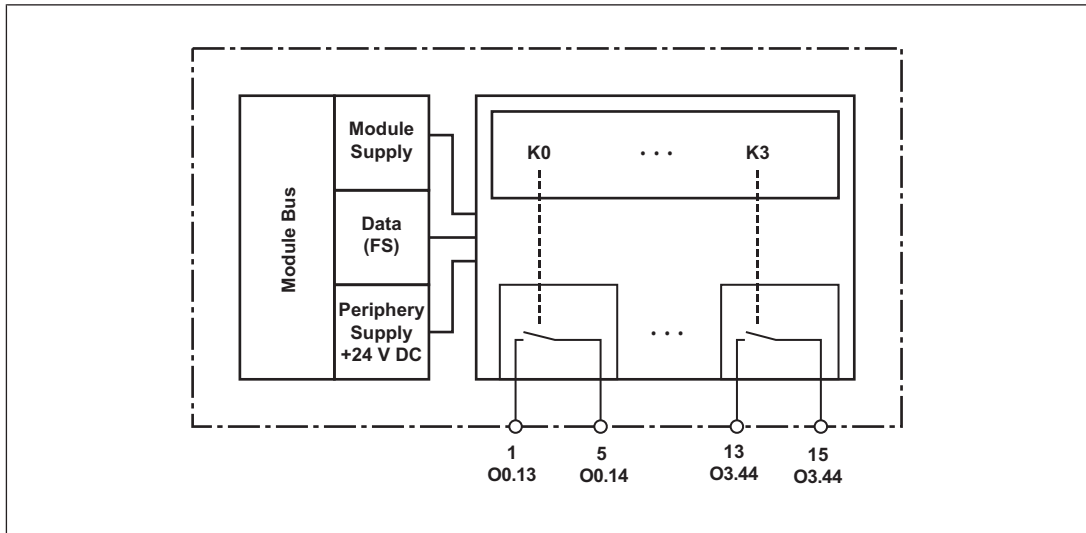 Module Bus
Module
Supply
Data
(FS)
Periphery
Supply
+24 V DC
K0 ... K3
...
1 5 13 15
O0.13 O0.14 O3.44 O3.44